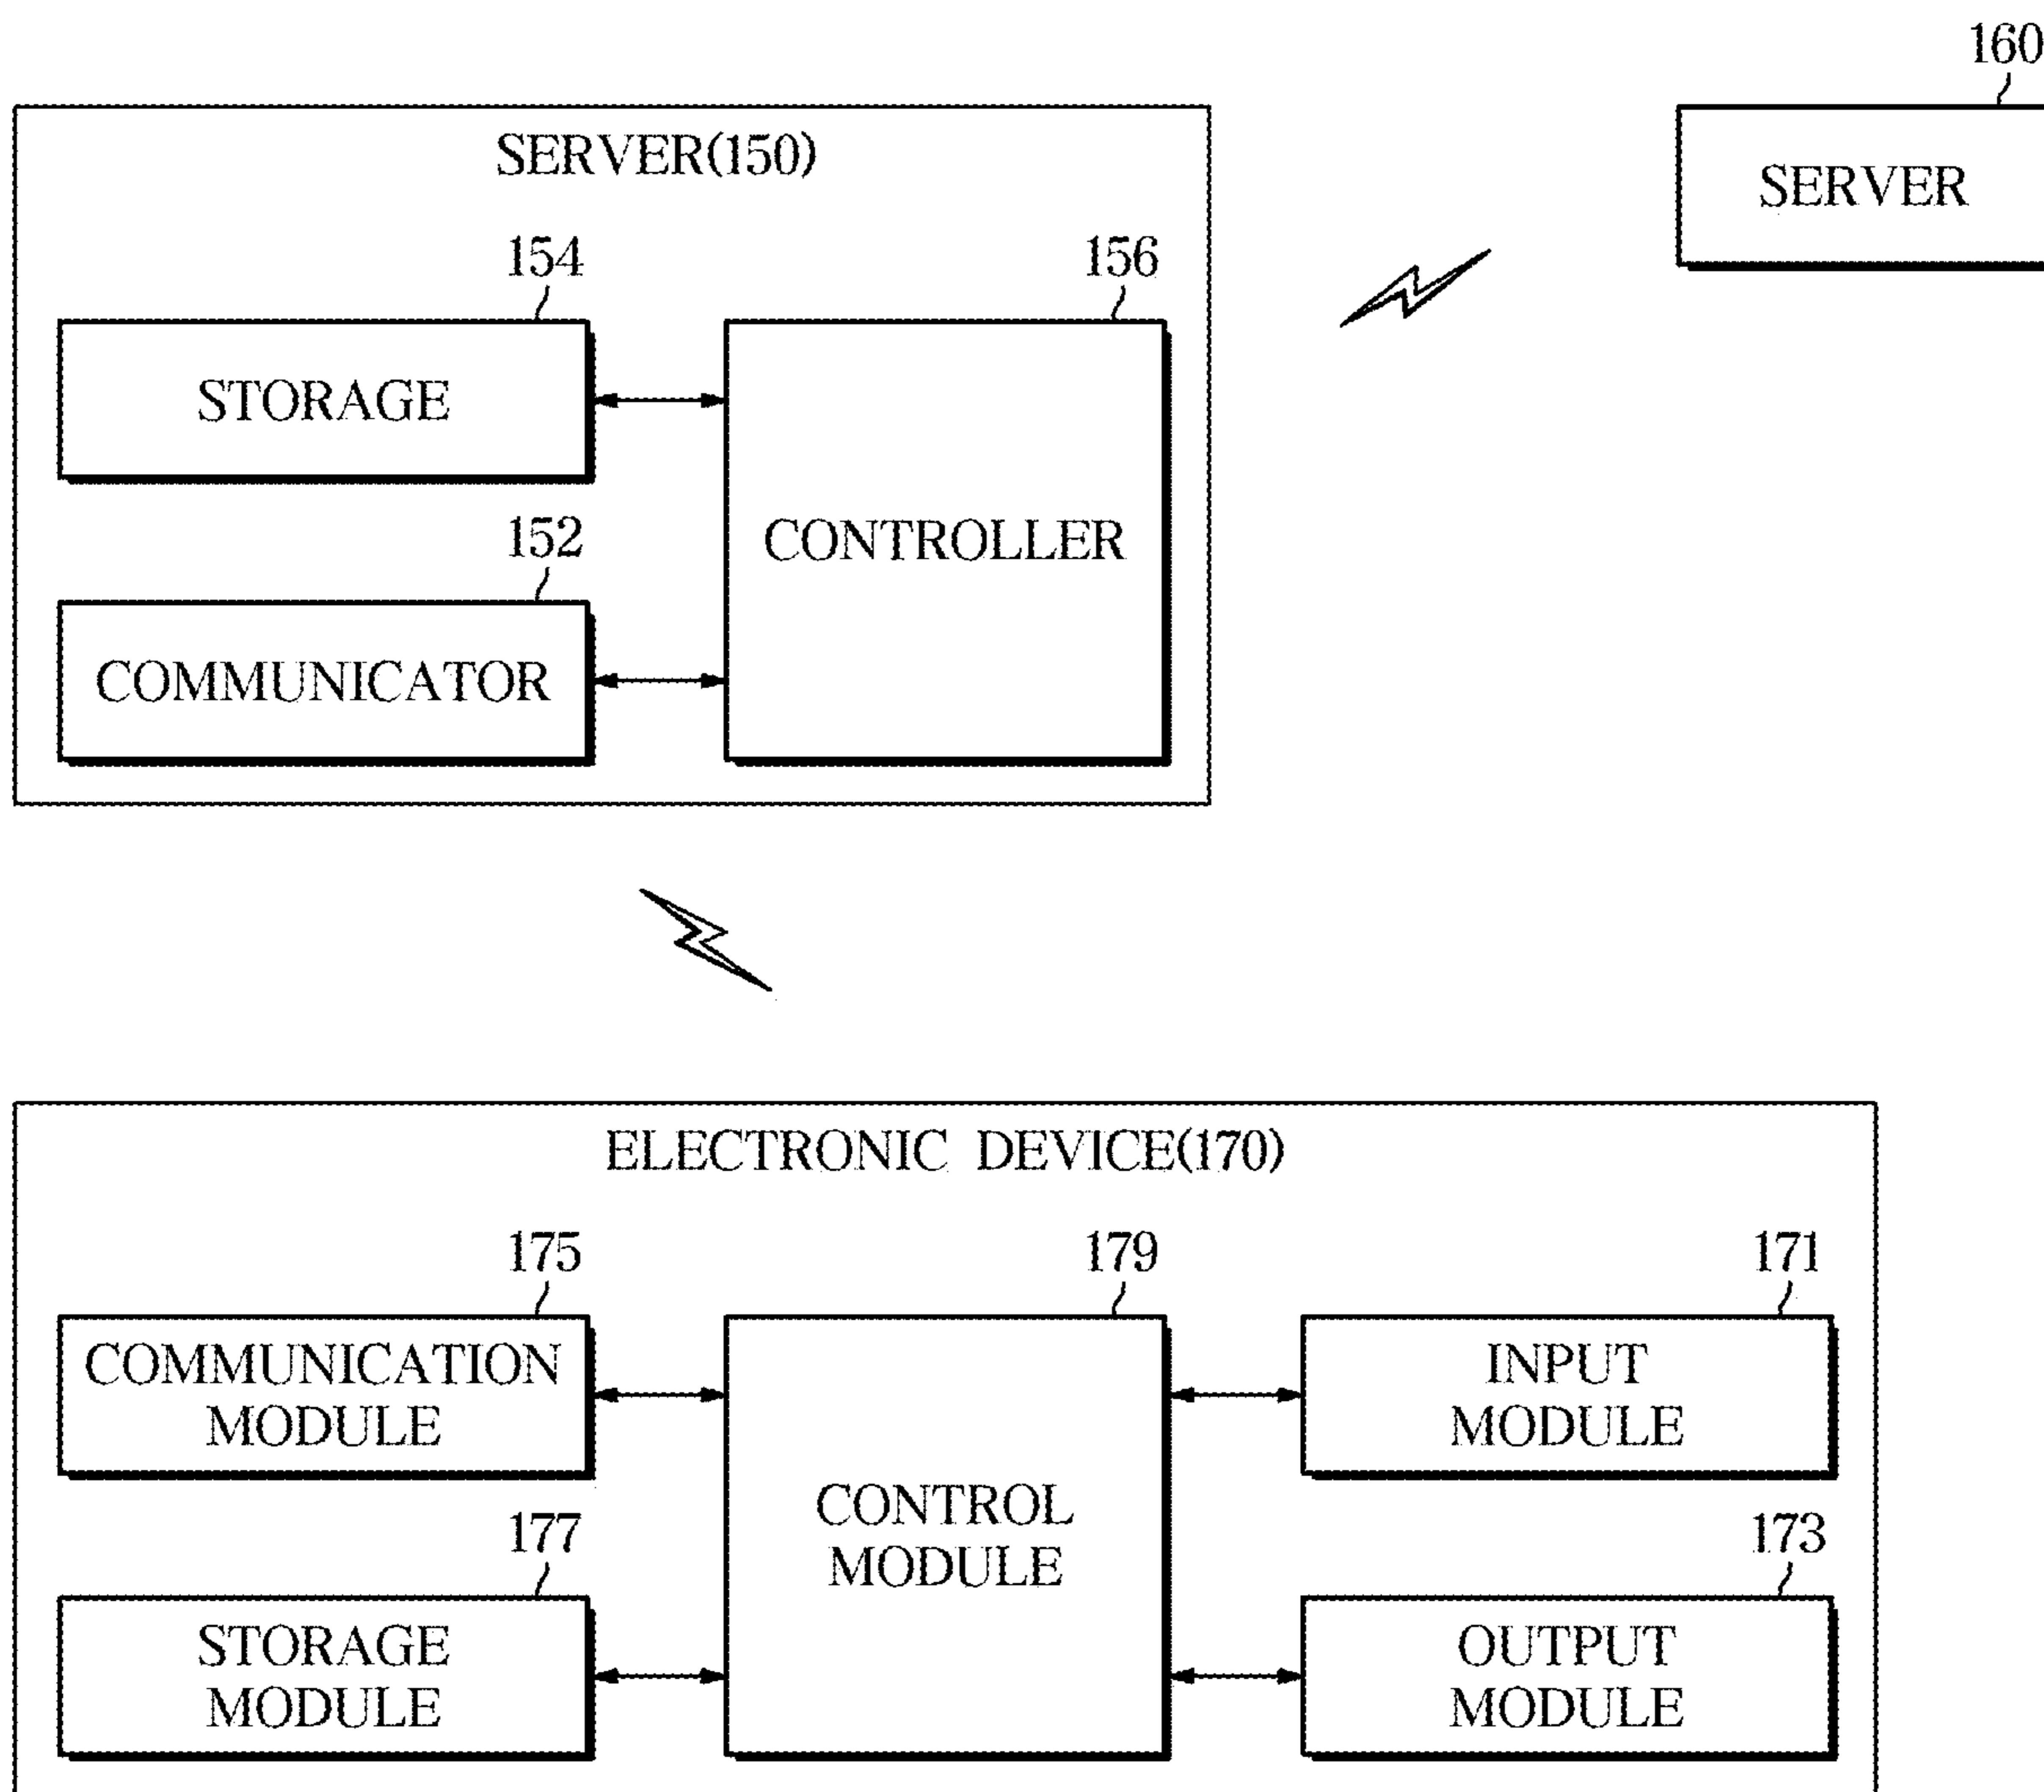 160
SERVER(150)
SERVER
154
156
STORAGE
CONTROLLER
152
COMMUNICATOR
ELECTRONIC DEVICE(170)
175
179
171
COMMUNICATION
MODULE
INPUT
MODULE
CONTROL
MODULE
177
173
STORAGE
MODULE
OUTPUT
MODULE